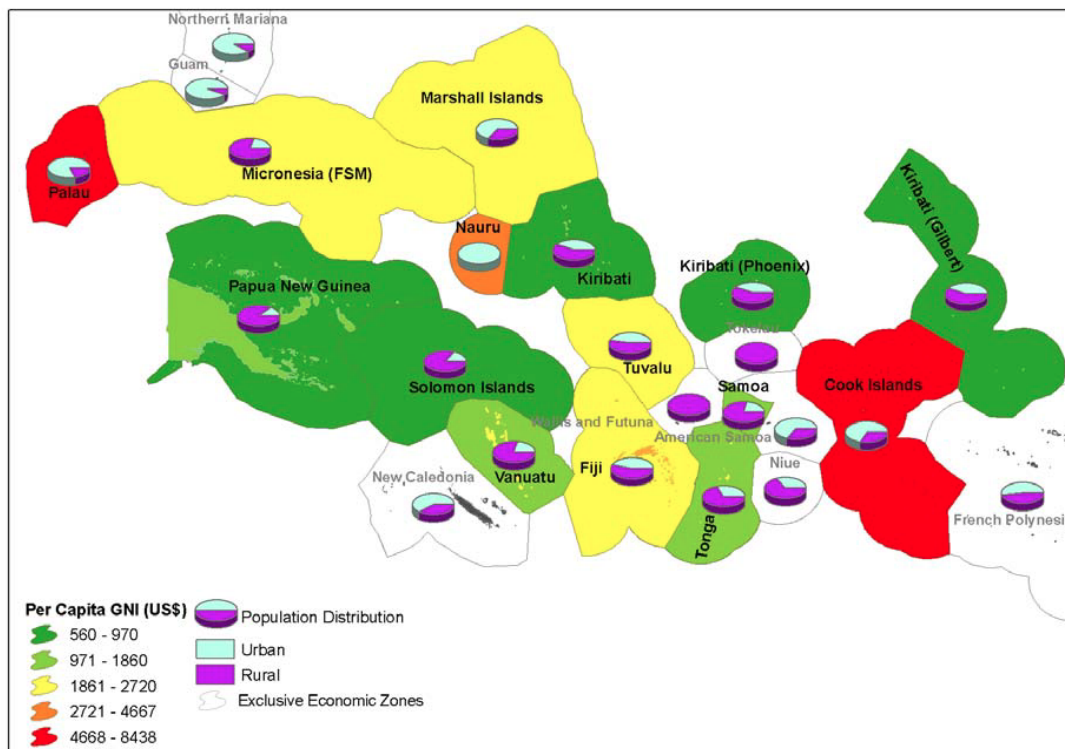 Northern Mariana
Guam
Marshall Islands
Palau
Micronesia (FSM)
Nauru
Kiribati
Kiribati (Phoenix)
Kiribati (Gilbert)
Papua New Guinea
Tokelau
Tuvalu
Samoa
Cook Islands
Solomon Islands
Wallis and Futuna
American Samoa
Vanuatu
Fiji
Niue
New Caledonia
Tonga
French Polynesi
Per Capita GNI (US$)
560 - 970
971 - 1860
1861 - 2720
2721 - 4667
4668 - 8438
Population Distribution
Urban
Rural
Exclusive Economic Zones